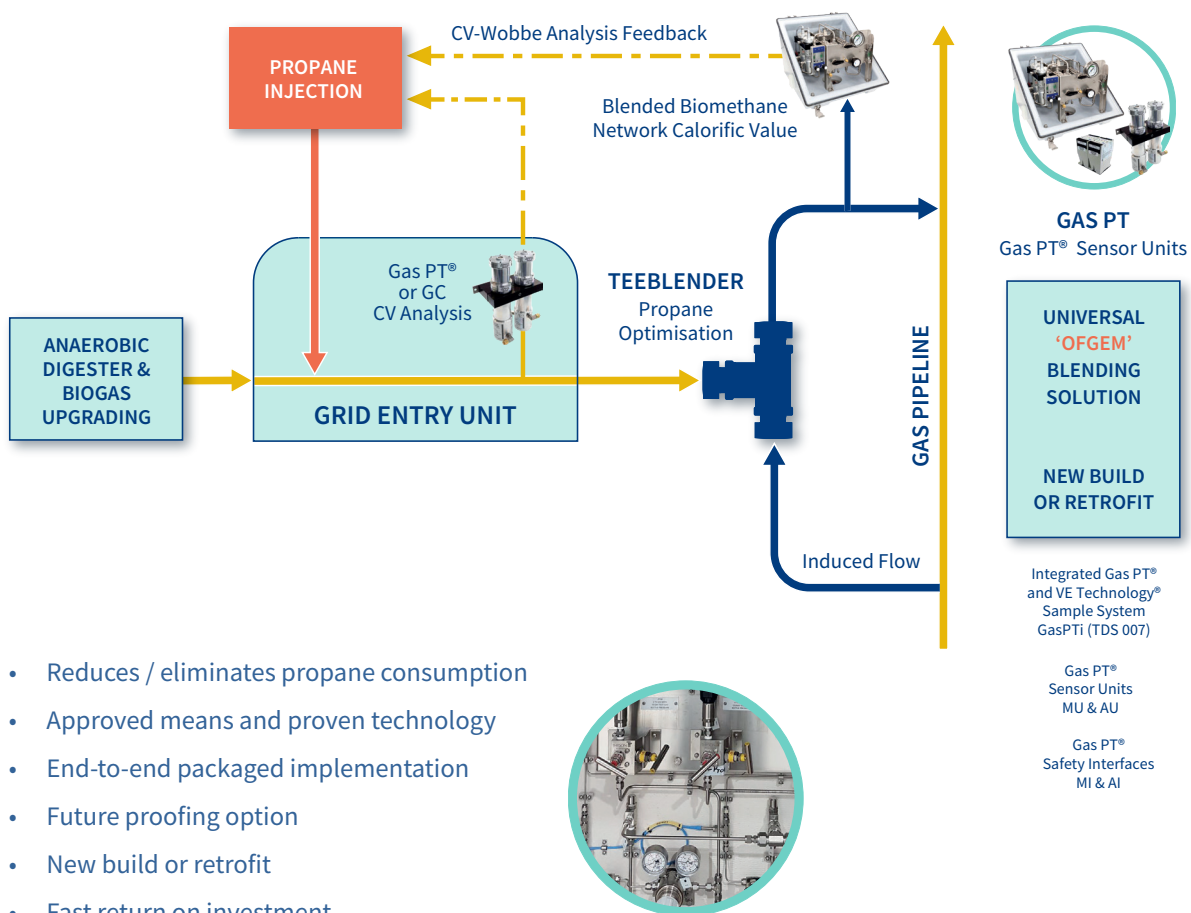 CV-Wobbe Analysis Feedback
PROPANE
INJECTION
Blended Biomethane
Network Calorific Value
Gas PT®
or GC
CV Analysis
TEEBLENDER
Propane
Optimisation
ANAEROBIC
DIGESTER &
BIOGAS
UPGRADING
GRID ENTRY UNIT
GAS PIPELINE
Induced Flow
GAS PT
Gas PT® Sensor Units
UNIVERSAL
‘OFGEM’
BLENDING
SOLUTION
NEW BUILD
OR RETROFIT
Integrated Gas PT®
and VE Technology®
Sample System
GasPTi (TDS 007)
Gas PT®
Sensor Units
MU & AU
Gas PT®
Safety Interfaces
MI & AI
• Reduces / eliminates propane consumption
• Approved means and proven technology
• End-to-end packaged implementation
• Future proofing option
• New build or retrofit
• Fast return on investment